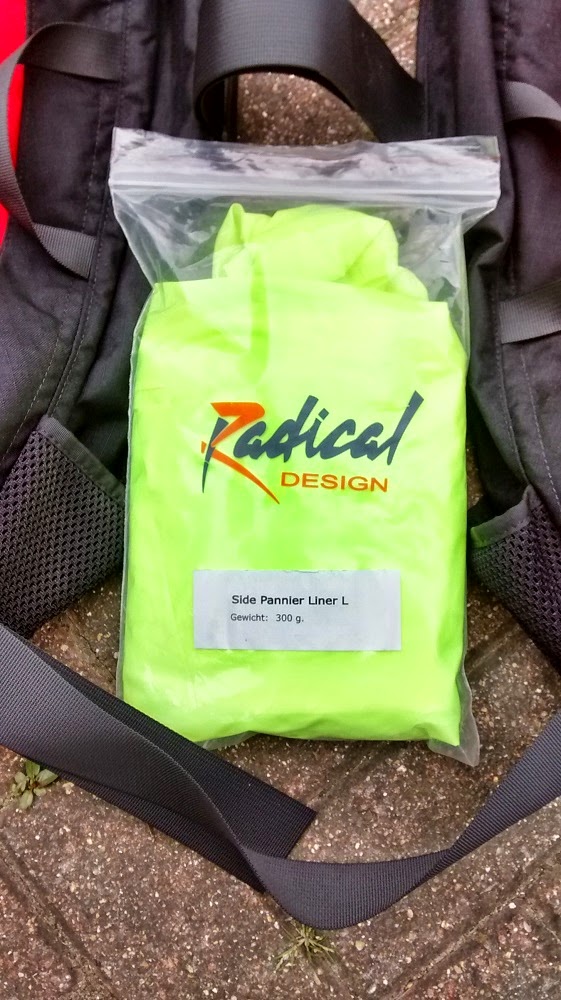 Radical
DESIGN
Side Pannier Liner L
Gewicht: 300 g.